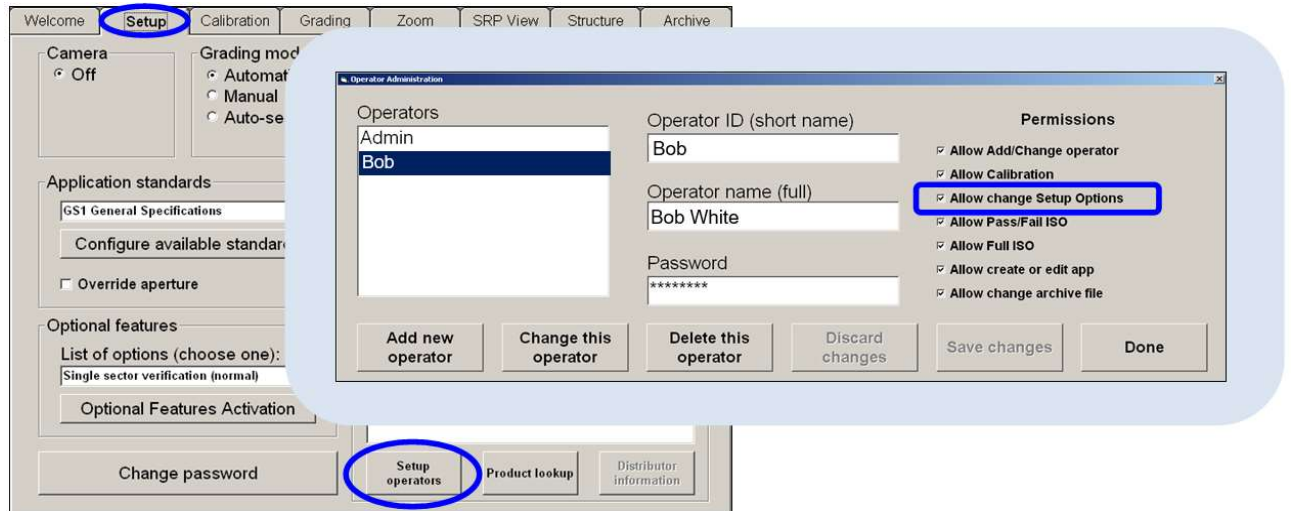 Welcome Setup Calibration Grading Zoom SRP View Structure Archive
Camera
Off
Grading mod
Automat
Manual
Auto-se
Application standards
GS1 General Specifications
Configure available standar
Override aperture
Optional features
List of options (choose one):
Single sector verification (normal)
Optional Features Activation
Change password
Setup
operators
Product lookup
Distributor
information
Operator Administration
Operators
Admin
Bob
Operator ID (short name)
Bob
Operator name (full)
Bob White
Password
********
Permissions
Allow Add/Change operator
Allow Calibration
Allow change Setup Options
Allow Pass/Fail ISO
Allow Full ISO
Allow create or edit app
Allow change archive file
Add new
operator
Change this
operator
Delete this
operator
Discard
changes
Save changes
Done